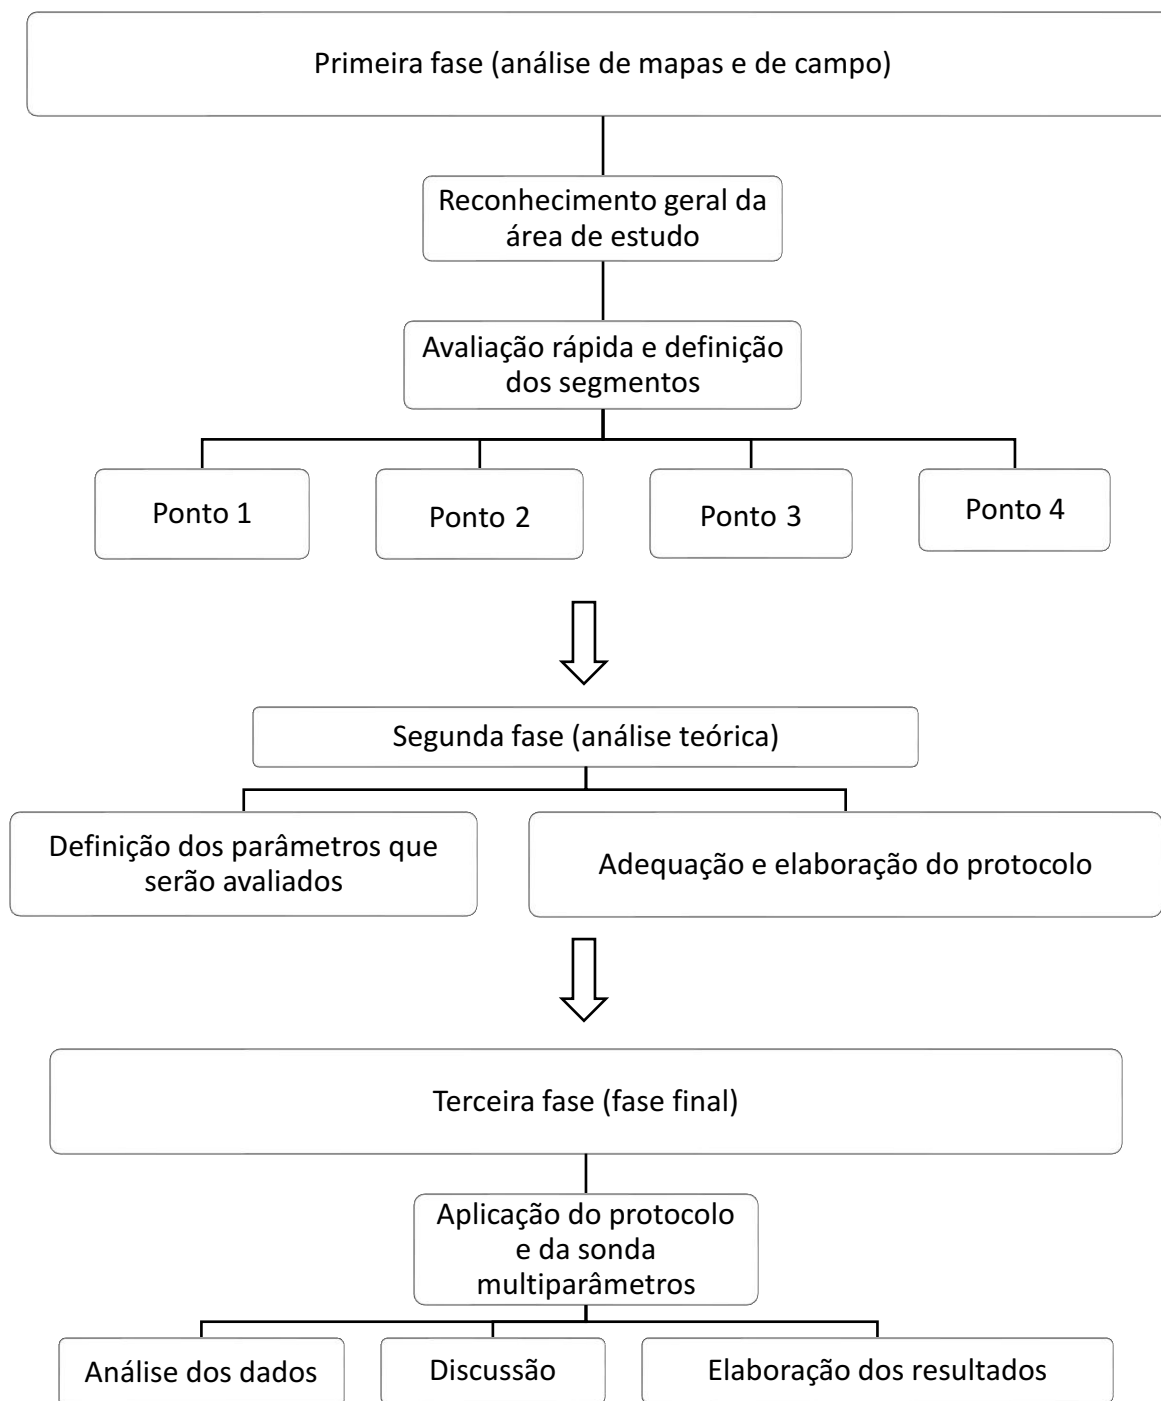 Primeira fase (análise de mapas e de campo)
Reconhecimento geral da
área de estudo
Avaliação rápida e definição
dos segmentos
Ponto 1
Ponto 2
Ponto 3
Ponto 4
Segunda fase (análise teórica)
Definição dos parâmetros que
serão avaliados
Adequação e elaboração do protocolo
Terceira fase (fase final)
Aplicação do protocolo
e da sonda
multiparâmetros
Análise dos dados
Discussão
Elaboração dos resultados